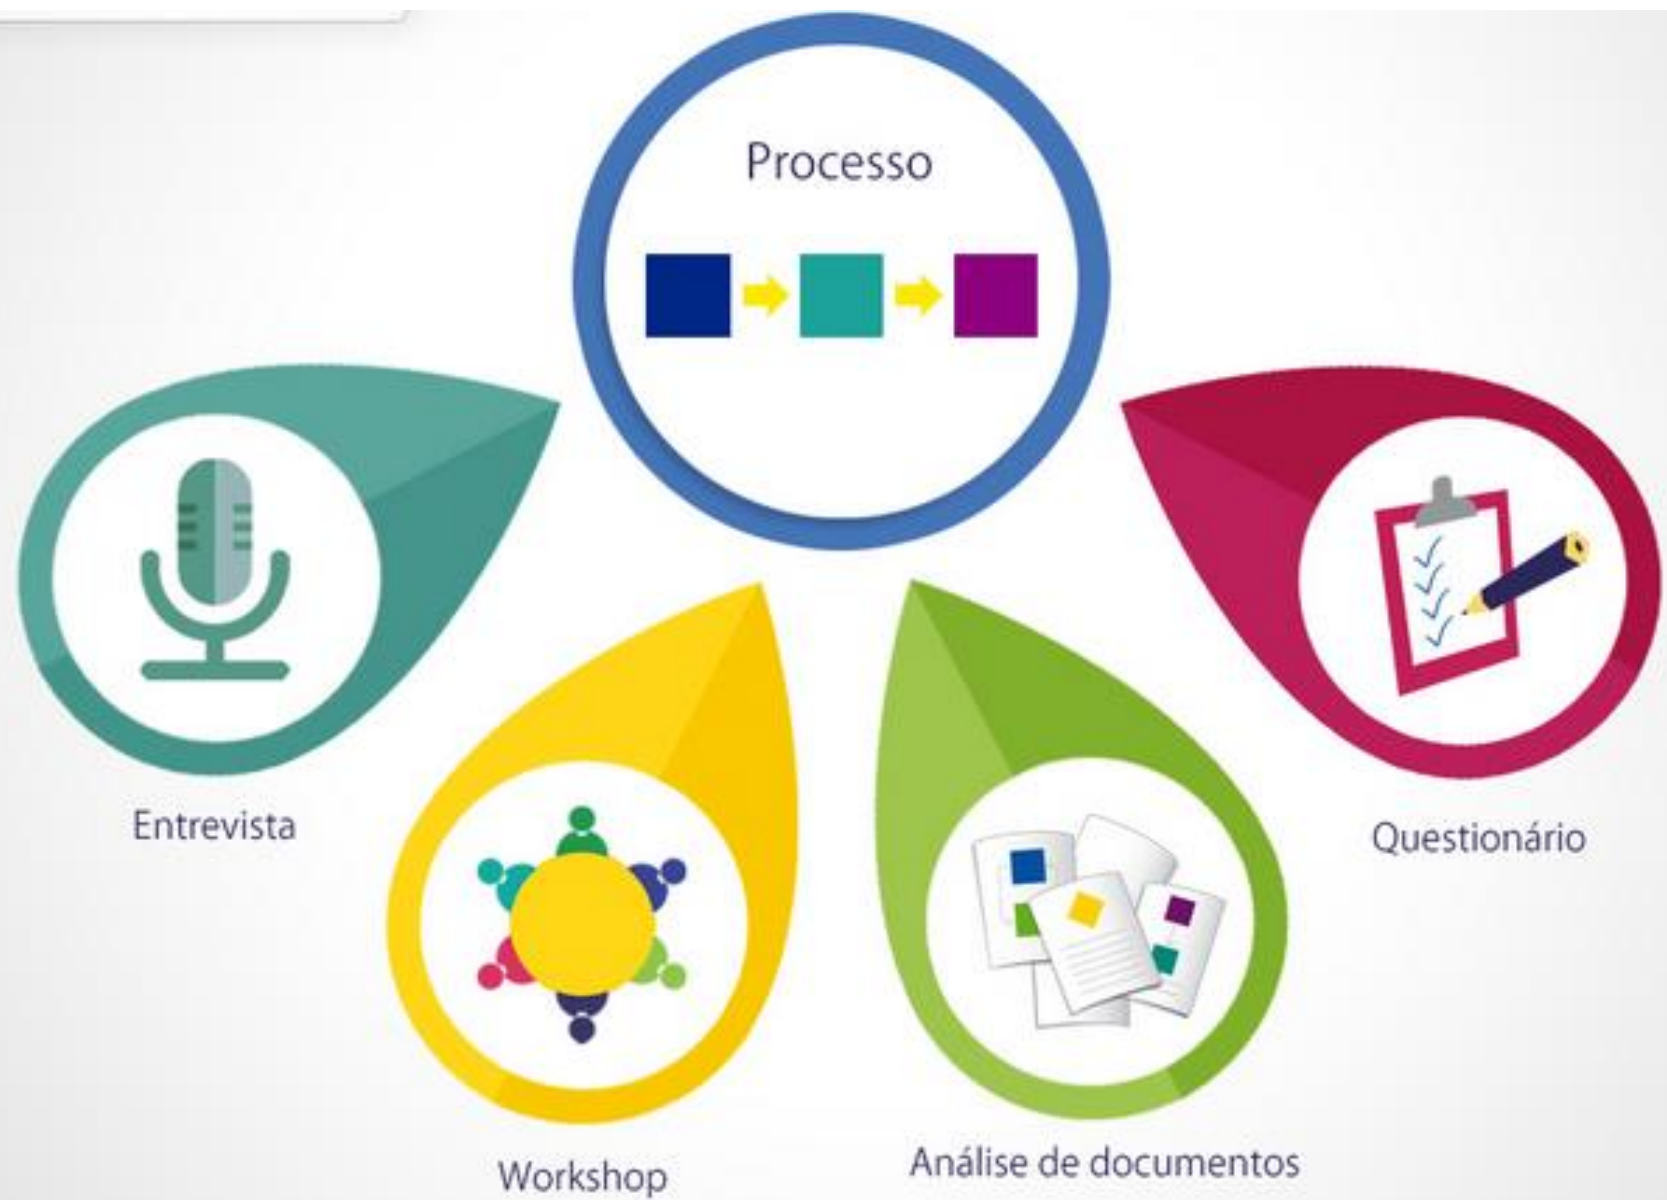 Processo
Entrevista
Questionário
Workshop
Análise de documentos